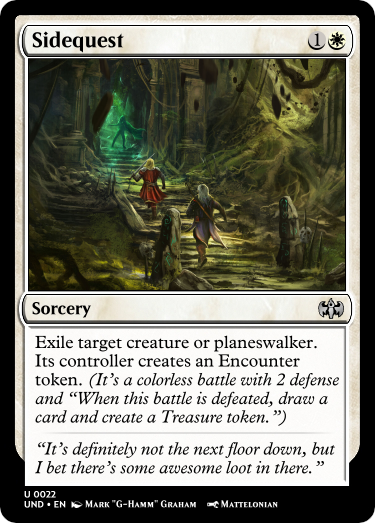 Sidequest 1
Sorcery
Exile target creature or planeswalker.
Its controller creates an Encounter
token. (It's a colorless battle with 2 defense
and “When this battle is defeated, draw a
card and create a Treasure token.”)
“It's definitely not the next floor down, but
I bet there's some awesome loot in there.”
U 0022
UND • EN Mark "G-Hamm" Graham Mattelonian